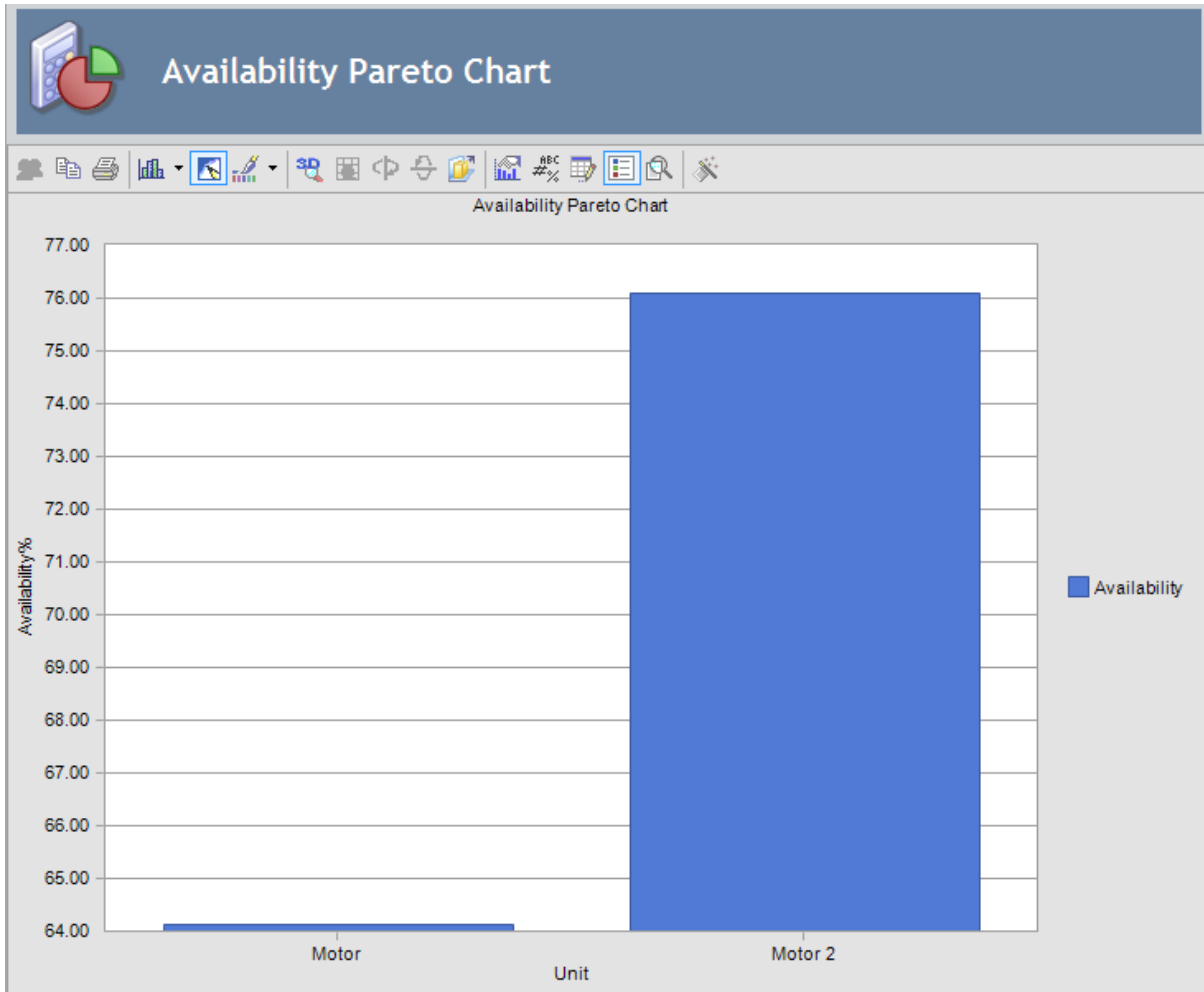 Availability Pareto Chart
3D
ABC
#%
Availability Pareto Chart
77.00
76.00
75.00
74.00
73.00
72.00
71.00
70.00
69.00
68.00
67.00
66.00
65.00
64.00
Availability%
Motor
Motor 2
Unit
Availability